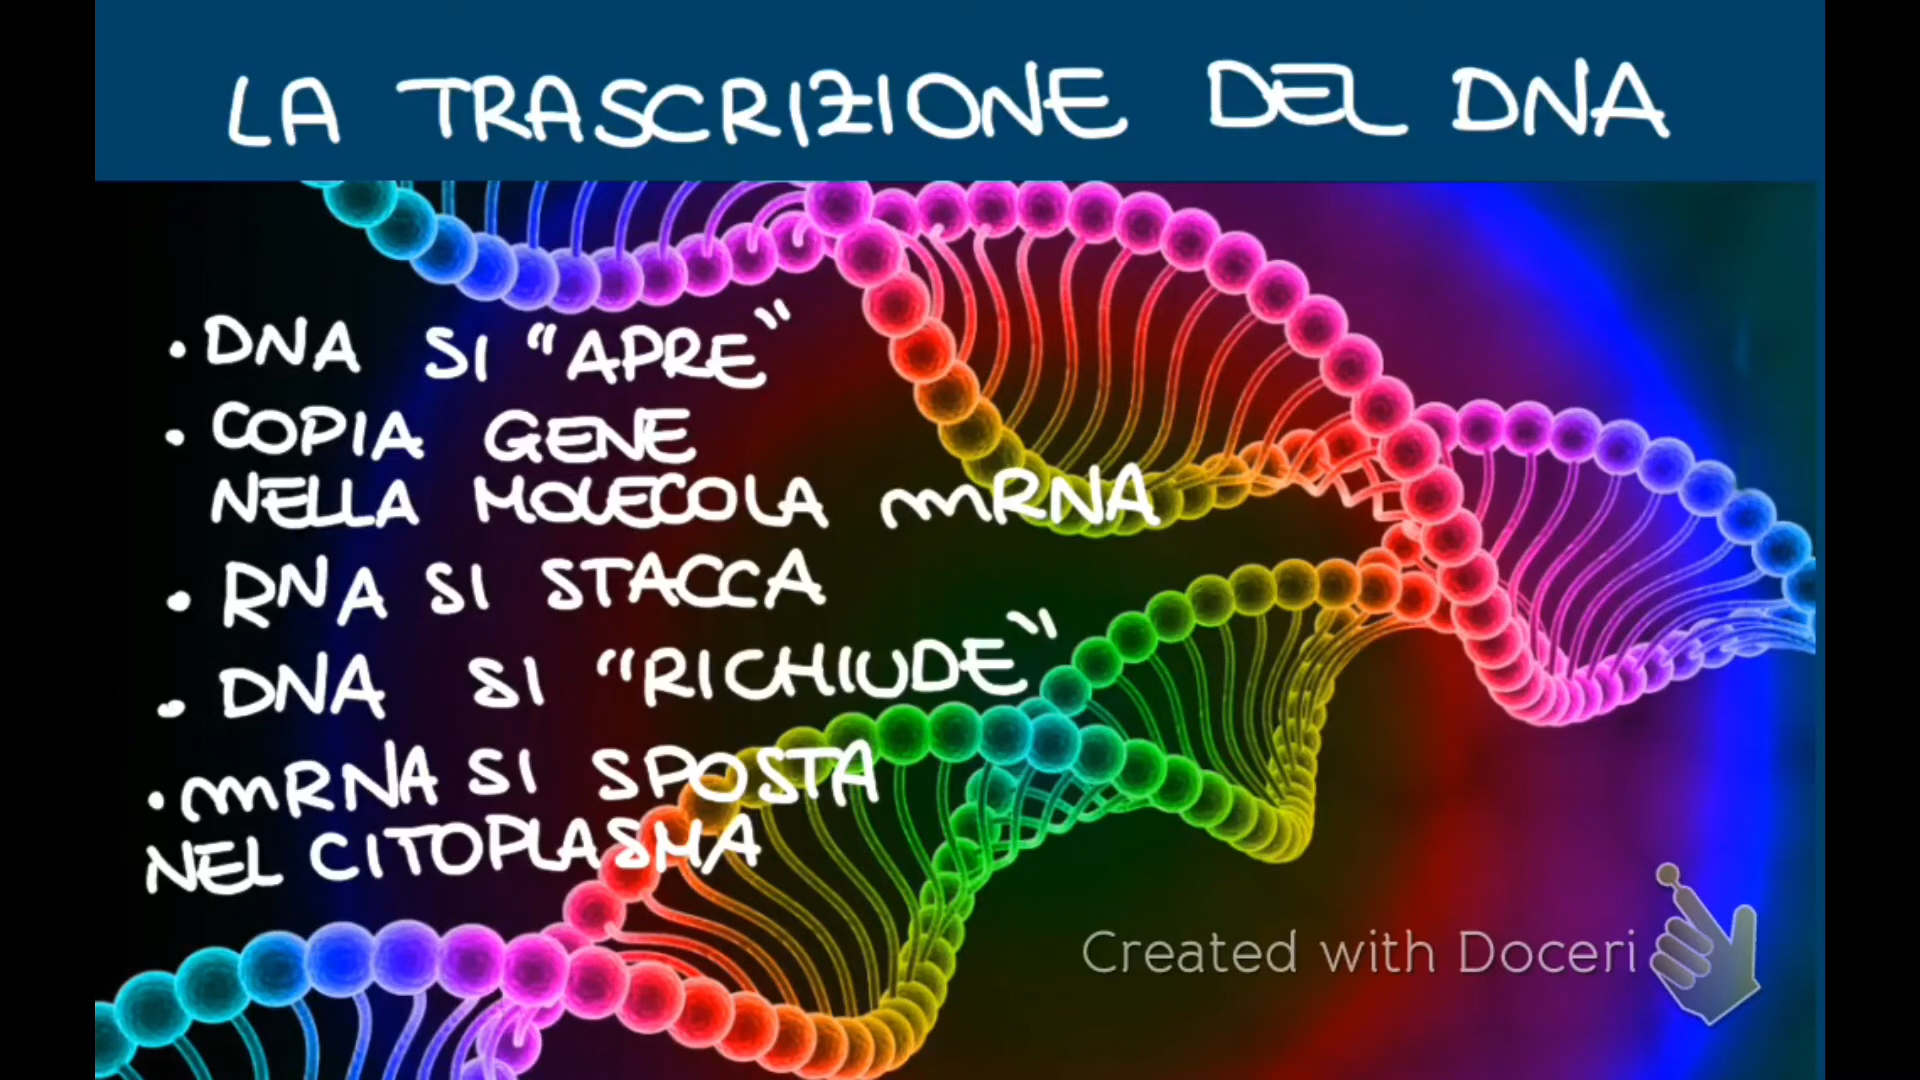 LA TRASCRIZIONE DEL DNA
• DNA SI "APRE"
• COPIA GENE
NELLA MOLECOLA mRNA
• RNA SI STACCA
• DNA SI "RICHIUDE"
• mRNA SI SPOSTA
NEL CITOPLASMA
Created with Doceri